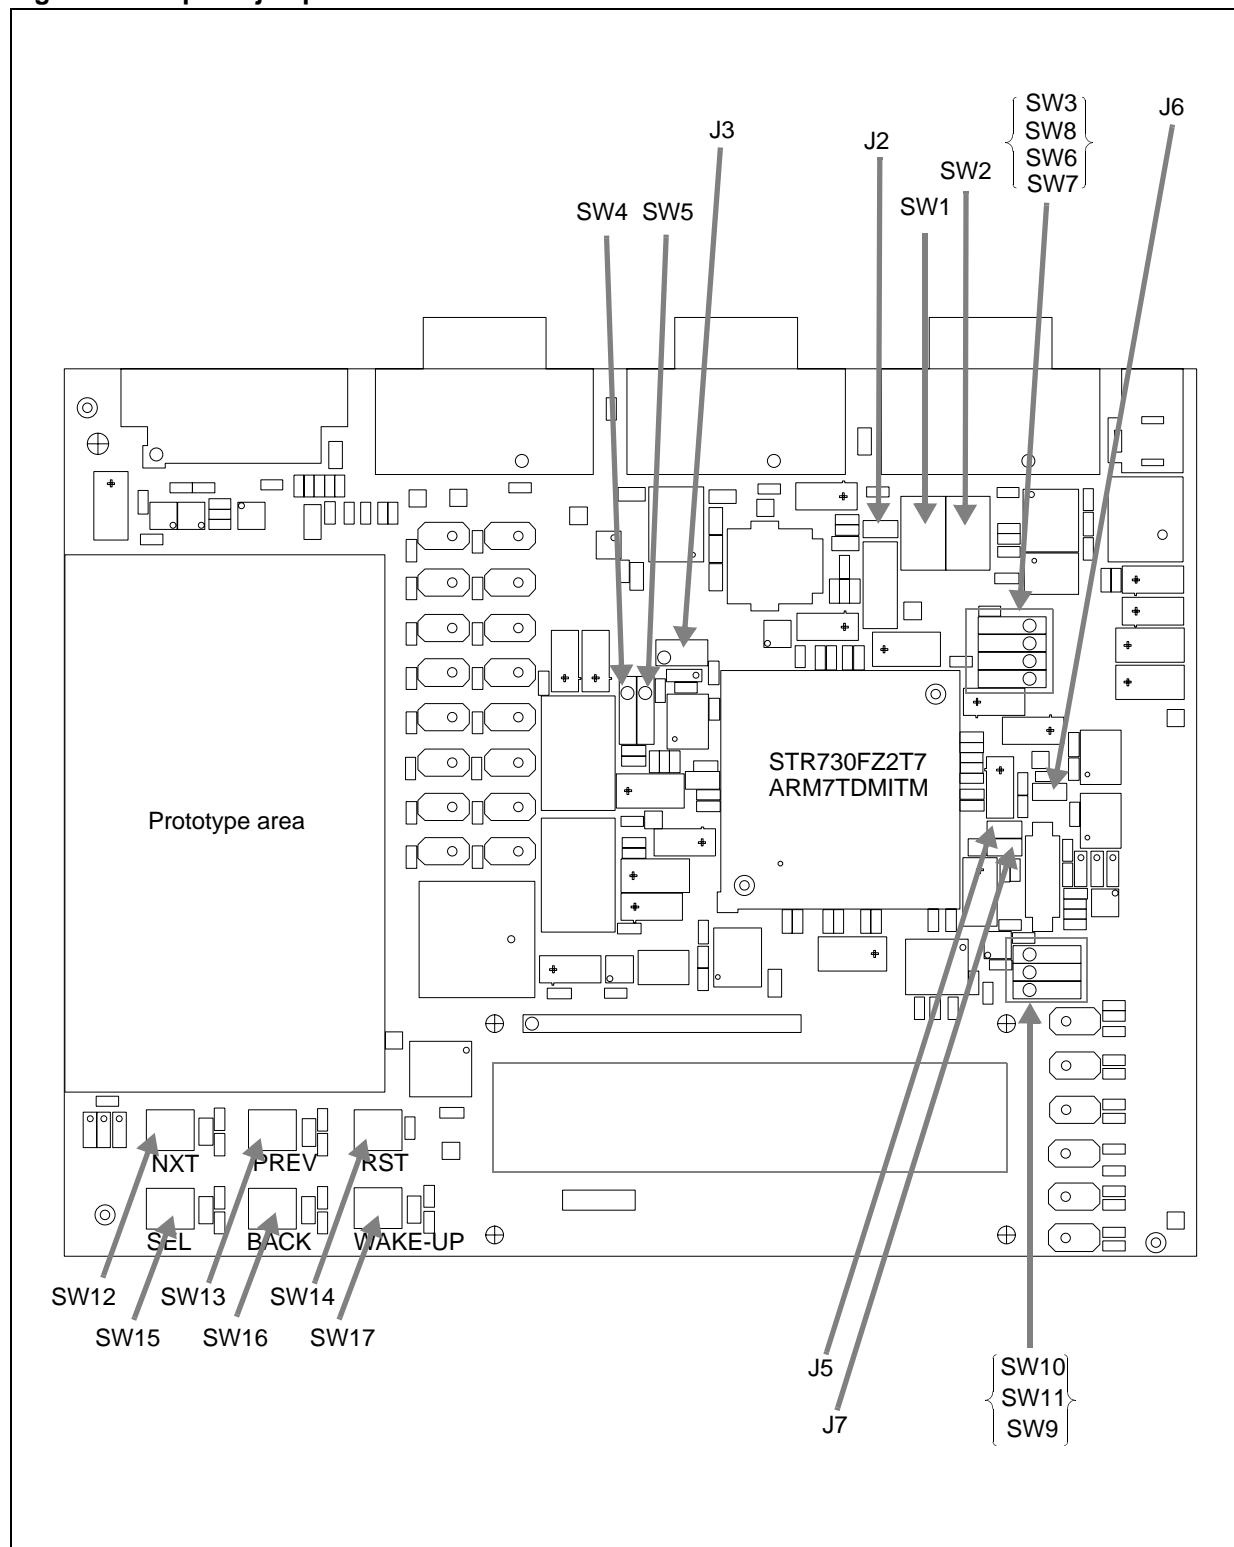 SW3
SW8
SW6
SW7
J6
J3
J2
SW2
SW1
SW4 SW5
STR730FZ2T7
ARM7TDMITM
Prototype area
NXT PREV RST
SEL BACK WAKE-UP
SW12 SW13 SW14
SW15 SW16 SW17
J5
J7
SW10
SW11
SW9